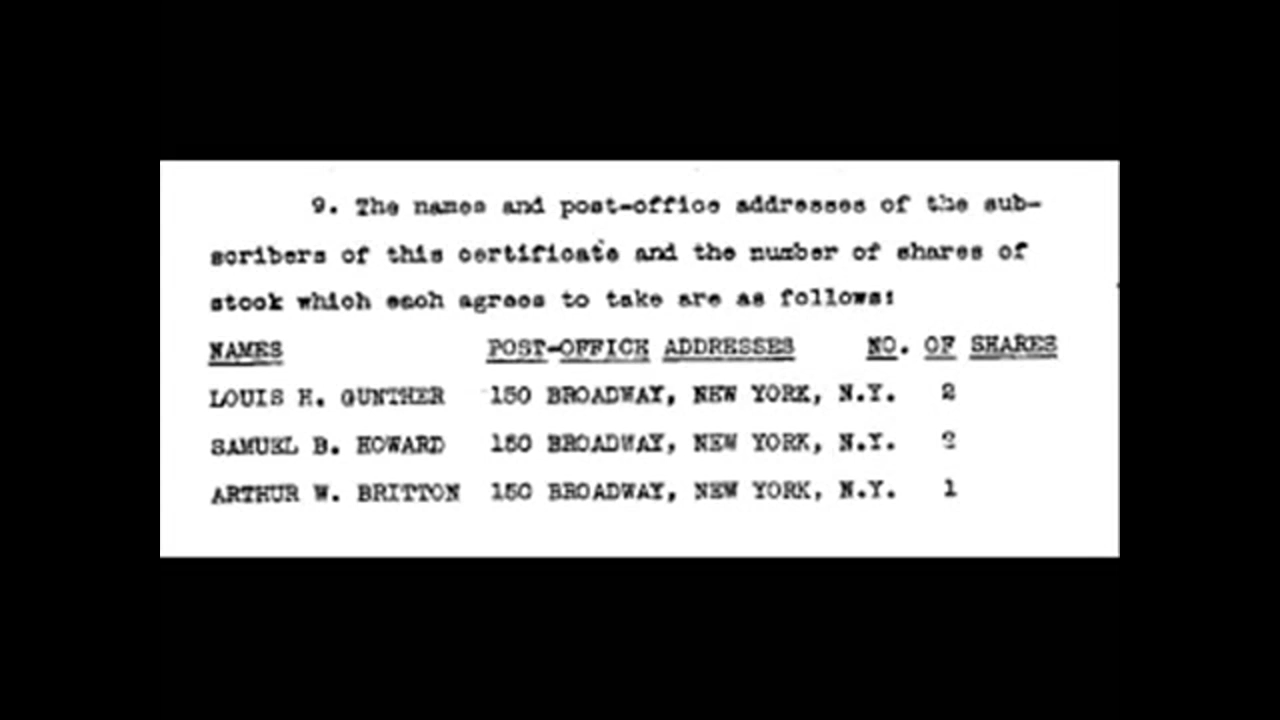 9. The names and post-office addresses of the sub-
scribers of this certificate and the number of shares of
stock which each agrees to take are as follows:
NAMES POST-OFFICE ADDRESSES NO. OF SHARES
LOUIS H. GUNTHER 150 BROADWAY, NEW YORK, N.Y. 2
SAMUEL B. HOWARD 150 BROADWAY, NEW YORK, N.Y. 2
ARTHUR W. BRITTON 150 BROADWAY, NEW YORK, N.Y. 1